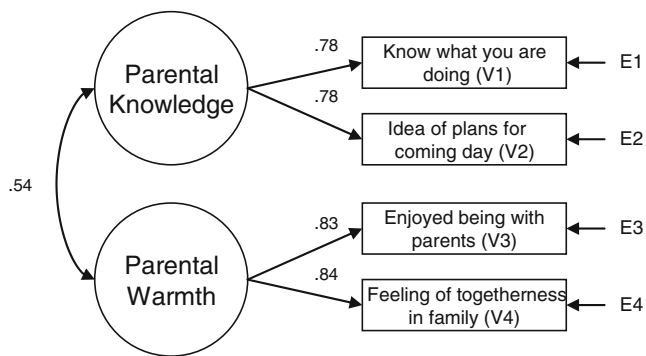 .78
Know what you are
doing (V1)
E1
Parental
Knowledge
.78
Idea of plans for
coming day (V2)
E2
.54
.83
Enjoyed being with
parents (V3)
E3
Parental
Warmth
.84
Feeling of togetherness
in family (V4)
E4